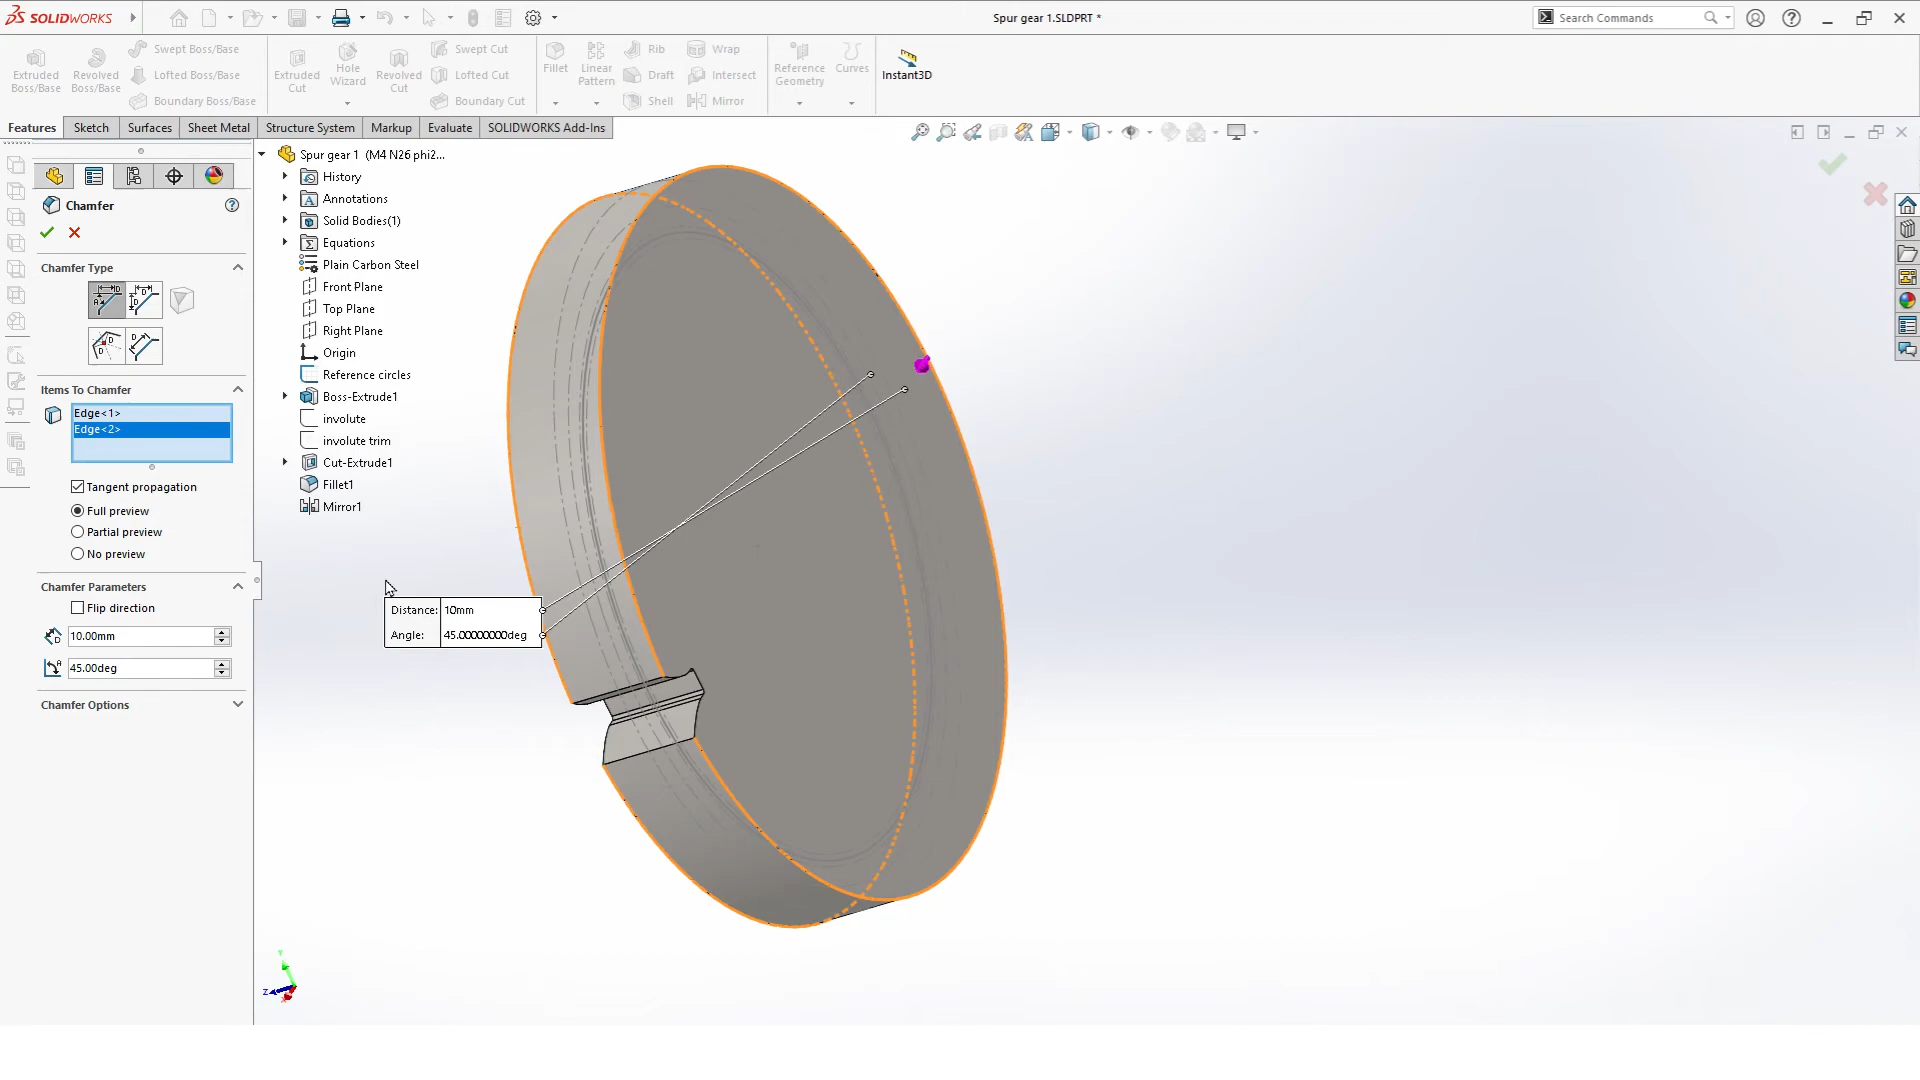 SOLIDWORKS
Spur gear 1.SLDPRT *
Search Commands
Extruded Boss/Base
Revolved Boss/Base
Swept Boss/Base
Lofted Boss/Base
Boundary Boss/Base
Extruded Cut
Hole Wizard
Revolved Cut
Swept Cut
Lofted Cut
Boundary Cut
Fillet
Linear Pattern
Rib
Draft
Shell
Wrap
Intersect
Mirror
Reference Geometry
Curves
Instant3D
Features
Sketch
Surfaces
Sheet Metal
Structure System
Markup
Evaluate
SOLIDWORKS Add-Ins
Chamfer
Chamfer Type
Items To Chamfer
Edge<1>
Edge<2>
Tangent propagation
Full preview
Partial preview
No preview
Chamfer Parameters
Flip direction
10.00mm
45.00deg
Chamfer Options
Spur gear 1 (M4 N26 phi2...
History
Annotations
Solid Bodies(1)
Equations
Plain Carbon Steel
Front Plane
Top Plane
Right Plane
Origin
Reference circles
Boss-Extrude1
involute
involute trim
Cut-Extrude1
Fillet1
Mirror1
Distance: 10mm
Angle: 45.00000000deg
Z